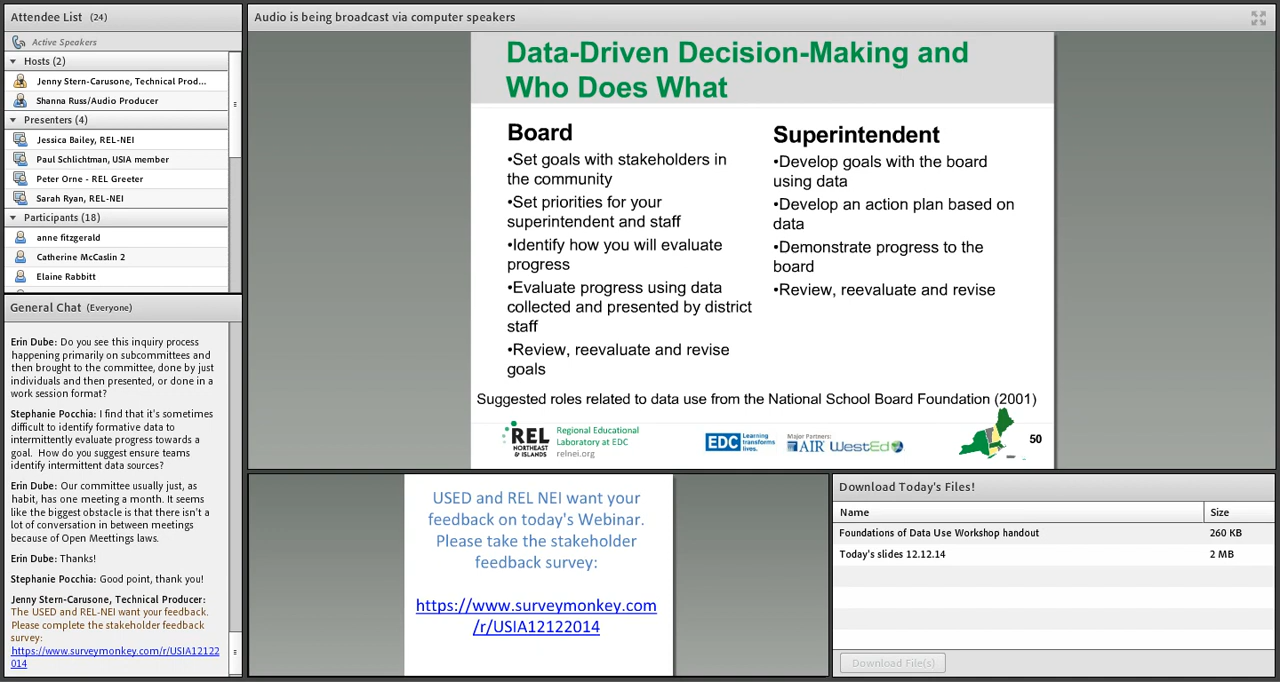 Attendee List (24)
Active Speakers
Hosts (2)
Jenny Stern-Carusone, Technical Prod...
Shanna Russ/Audio Producer
Presenters (4)
Jessica Bailey, REL-NEI
Paul Schlichtman, USIA member
Peter Orne - REL Greeter
Sarah Ryan, REL-NEI
Participants (18)
anne fitzgerald
Catherine McCaslin 2
Elaine Rabbitt
General Chat (Everyone)
Erin Dube: Do you see this inquiry process
happening primarily on subcommittees and
then brought to the committee, done by just
individuals and then presented, or done in a
work session format?
Stephanie Pocchia: I find that it's sometimes
difficult to identify formative data to
intermittently evaluate progress towards a
goal. How do you suggest ensure teams
identify intermittent data sources?
Erin Dube: Our committee usually just, as
habit, has one meeting a month. It seems
like the biggest obstacle is that there isn't a
lot of conversation in between meetings
because of Open Meetings laws.
Erin Dube: Thanks!
Stephanie Pocchia: Good point, thank you!
Jenny Stern-Carusone, Technical Producer:
The USED and REL-NEI want your feedback.
Please complete the stakeholder feedback
survey:
https://www.surveymonkey.com/r/USIA12122
014
Audio is being broadcast via computer speakers
Data-Driven Decision-Making and
Who Does What
Board
•Set goals with stakeholders in
the community
•Set priorities for your
superintendent and staff
•Identify how you will evaluate
progress
•Evaluate progress using data
collected and presented by district
staff
•Review, reevaluate and revise
goals
Superintendent
•Develop goals with the board
using data
•Develop an action plan based on
data
•Demonstrate progress to the
board
•Review, reevaluate and revise
Suggested roles related to data use from the National School Board Foundation (2001)
REL
NORTHEAST
& ISLANDS
Regional Educational
Laboratory at EDC
relnei.org
EDC Learning
transforms
lives.
Major Partners:
AIR WestEd
50
USED and REL NEI want your
feedback on today's Webinar.
Please take the stakeholder
feedback survey:
https://www.surveymonkey.com
/r/USIA12122014
Download Today's Files!
Name Size
Foundations of Data Use Workshop handout 260 KB
Today's slides 12.12.14 2 MB
Download File(s)